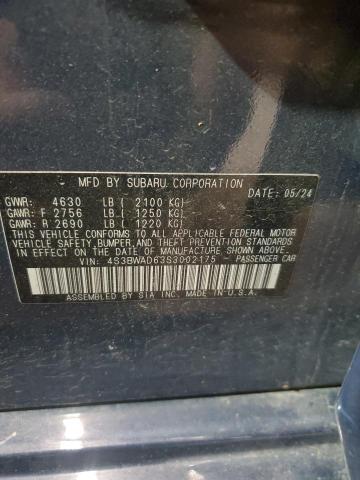 MFD BY SUBARU CORPORATION
DATE: 05/24
GVWR: 4630 LB ( 2100 KG)
GAWR: F 2756 LB ( 1250 KG)
GAWR: R 2690 LB ( 1220 KG)
THIS VEHICLE CONFORMS TO ALL APPLICABLE FEDERAL MOTOR
VEHICLE SAFETY, BUMPER, AND THEFT PREVENTION STANDARDS
IN EFFECT ON THE DATE OF MANUFACTURE SHOWN ABOVE.
VIN: 4S3BWAD63S3002175 PASSENGER CAR
ASSEMBLED BY SIA INC. MADE IN U.S.A.